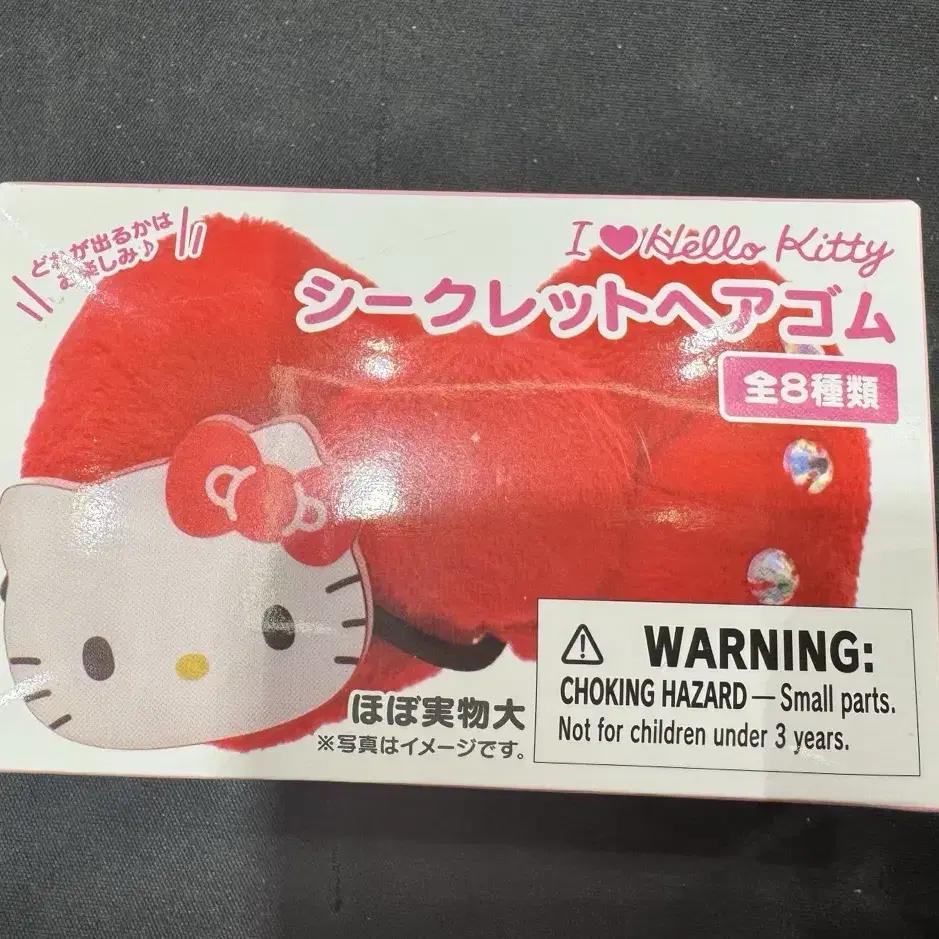 どれが出るかは
お楽しみ♪
I ♥ Hello Kitty
シークレットヘアゴム
全8種類
ほぼ実物大
※写真はイメージです。
⚠ WARNING:
CHOKING HAZARD — Small parts.
Not for children under 3 years.